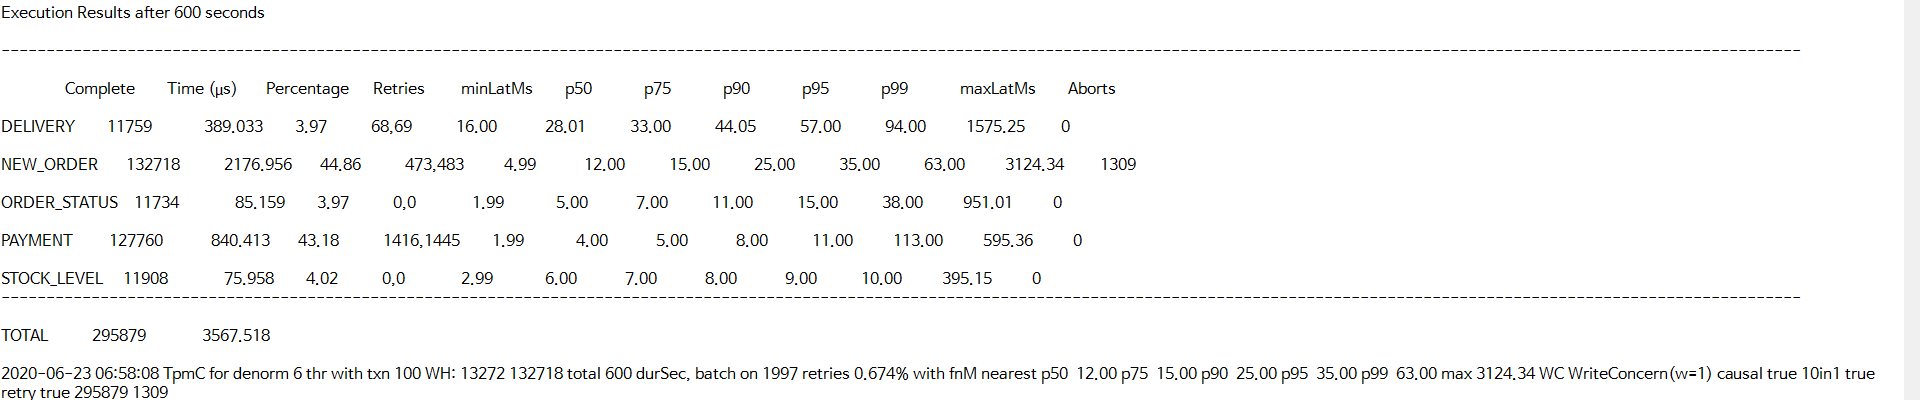 Execution Results after 600 seconds
--------------------------------------------------------------------------------
Complete Time (µs) Percentage Retries minLatMs p50 p75 p90 p95 p99 maxLatMs Aborts
DELIVERY 11759 389.033 3.97 68,69 16.00 28.01 33.00 44.05 57.00 94.00 1575.25 0
NEW_ORDER 132718 2176.956 44.86 473,483 4.99 12.00 15.00 25.00 35.00 63.00 3124.34 1309
ORDER_STATUS 11734 85.159 3.97 0,0 1.99 5.00 7.00 11.00 15.00 38.00 951.01 0
PAYMENT 127760 840.413 43.18 1416,1445 1.99 4.00 5.00 8.00 11.00 113.00 595.36 0
STOCK_LEVEL 11908 75.958 4.02 0,0 2.99 6.00 7.00 8.00 9.00 10.00 395.15 0
--------------------------------------------------------------------------------
TOTAL 295879 3567.518
2020-06-23 06:58:08 TpmC for denorm 6 thr with txn 100 WH: 13272 132718 total 600 durSec, batch on 1997 retries 0.674% with fnM nearest p50 12.00 p75 15.00 p90 25.00 p95 35.00 p99 63.00 max 3124.34 WC WriteConcern(w=1) causal true 10in1 true
retry true 295879 1309